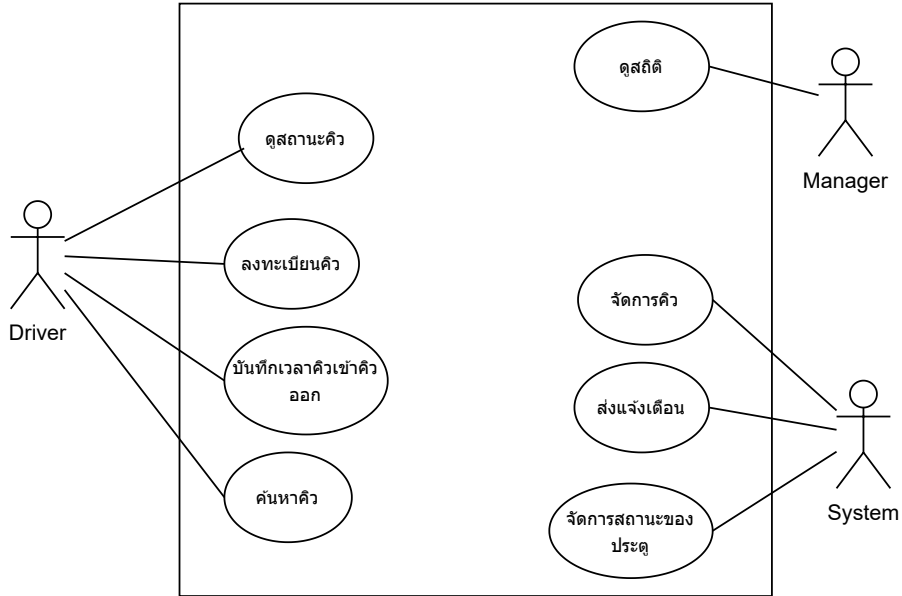 ดูสถิติ
Manager
ดูสถานะคิว
ลงทะเบียนคิว
Driver
บันทึกเวลาคิวเข้าคิว
ออก
ค้นหาคิว
จัดการคิว
ส่งแจ้งเตือน
จัดการสถานะของ
ประตู
System